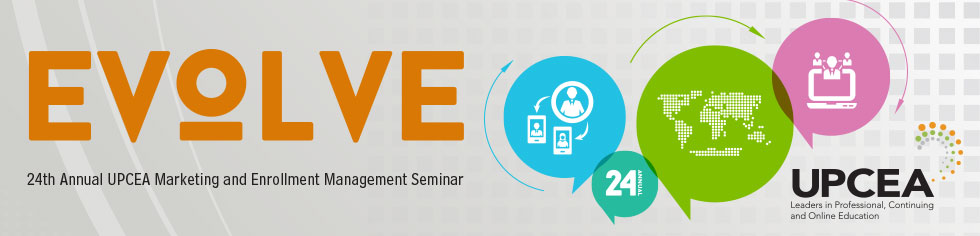 EVOLVE
24th Annual UPCEA Marketing and Enrollment Management Seminar
24 ANNUAL
UPCEA
Leaders in Professional, Continuing
and Online Education